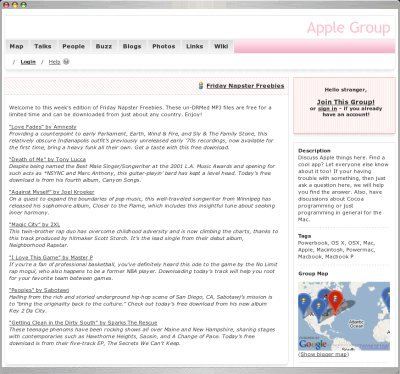 Apple Group
Map Talks People Buzz Blogs Photos Links Wiki
/ Login / Help
Friday Napster Freebies
Welcome to this week's edition of Friday Napster Freebies. These un-DRMed MP3 files are free for a
limited time and can be downloaded from just about any country. Enjoy!
"Love Fades" by Amnesty
Providing a counterpoint to early Parliament, Earth, Wind & Fire, and Sly & The Family Stone, this
relatively obscure Indianapolis outfit's previously unreleased early '70s recordings, now available for
the first time, bring a heavy funk all their own. Get a taste with this free download.
"Death of Me" by Tony Lucca
Despite being named the Best Male Singer/Songwriter at the 2001 L.A. Music Awards and opening for
such acts as *NSYNC and Marc Anthony, this guitar-playin' bard has kept a level head. Today's free
download is from his fourth album, Canyon Songs.
"Against Myself" by Joel Kroeker
On a quest to expand the boundaries of pop music, this well-traveled songwriter from Winnipeg has
released his sophomore album, Closer to the Flame, which includes this insightful tune about seeking
inner harmony.
"Magic City" by 2XL
This twin-brother rap duo has overcome childhood adversity and is now climbing the charts, thanks to
this track produced by hitmaker Scott Storch. It's the lead single from their debut album,
Neighborhood Rapstar.
"I Love This Game" by Master P
If you're a fan of professional basketball, you've definitely heard this ode to the game by the No Limit
rap mogul, who also happens to be a former NBA player. Downloading today's track will help you root
for your favorite team between games.
"Peoples" by Sabotawj
Hailing from the rich and storied underground hip-hop scene of San Diego, CA, Sabotawj's mission is
to "bring the originality back to the culture." Check out today's free download from his new album
Key 2 Da City.
"Getting Clean in the Dirty South" by Sparks The Rescue
These teenage phenoms have been rocking shows all over Maine and New Hampshire, sharing stages
with contemporaries such as Hawthorne Heights, Saosin, and A Change of Pace. Today's free
download is from their five-track EP, The Secrets We Can't Keep.
Hello stranger,
Join This Group!
or sign in - if you already
have an account!
Description
Discuss Apple things here. Find a
cool app? Let everyone else know
about it too! If your having
trouble with something, then just
ask a question here, we will help
you find the answer. Also, have
discussions about Cocoa
programming or just
programming in general for the
Mac.
Tags
Powerbook, OS X, OSX, Mac,
Apple, Macintosh, Powermac,
Macbook, Macbook P
Group Map
Atlantic
Ocean
Google
(Show bigger map)